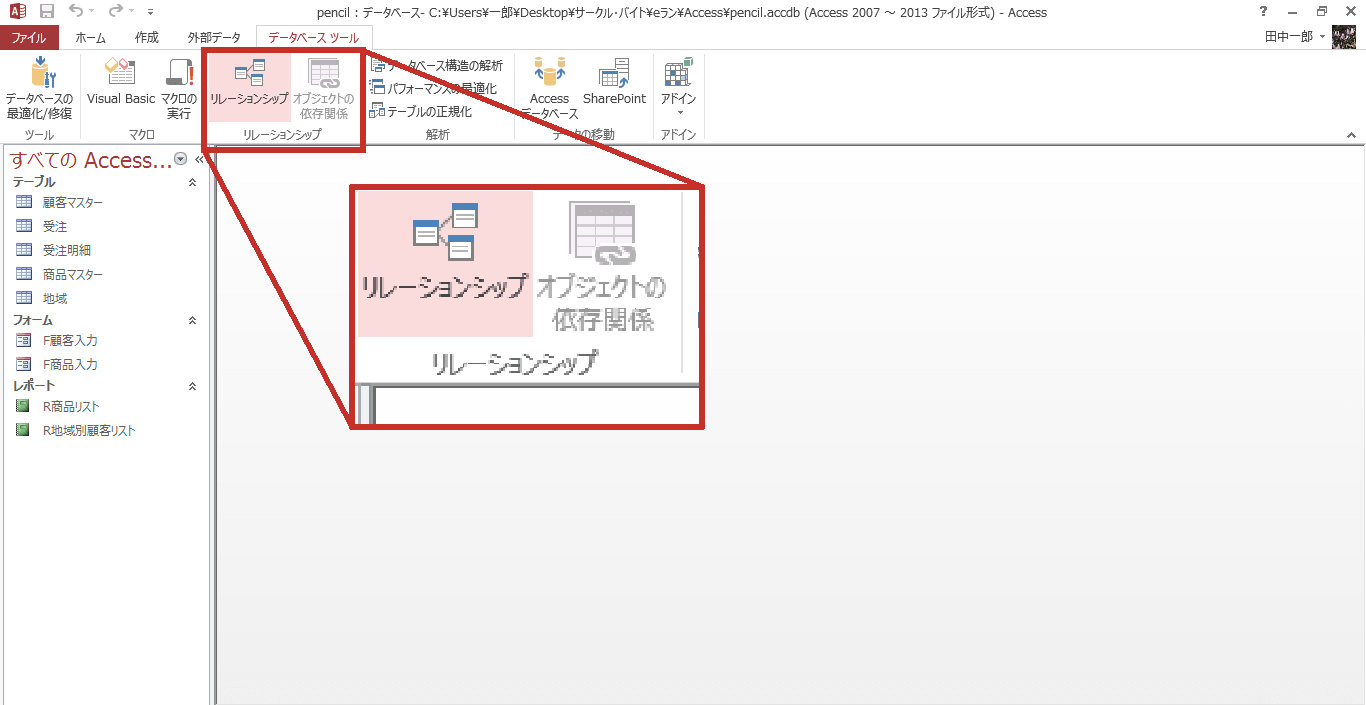 pencil : データベース- C:¥Users¥一郎¥Desktop¥サークル・バイト¥eラン¥Access¥pencil.accdb (Access 2007 ～ 2013 ファイル形式) - Access
ファイル ホーム 作成 外部データ データベース ツール 田中一郎
データベースの
最適化/修復
ツール
Visual Basic
マクロの
実行
マクロ
リレーションシップ
オブジェクトの
依存関係
リレーションシップ
データベース構造の解析
パフォーマンスの最適化
テーブルの正規化
解析
Access
データベース
SharePoint
データの移動
アドイン
アドイン
すべての Access...
テーブル
顧客マスター
受注
受注明細
商品マスター
地域
フォーム
F顧客入力
F商品入力
レポート
R商品リスト
R地域別顧客リスト
リレーションシップ
オブジェクトの
依存関係
リレーションシップ